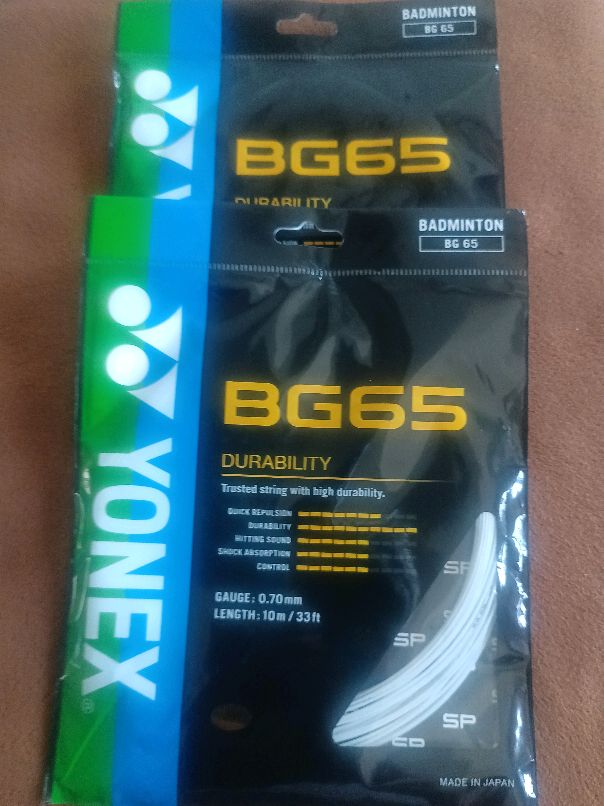 BADMINTON
BG 65
BG65
DURABILITY
BADMINTON
BG 65
YONEX®
BG65
DURABILITY
Trusted string with high durability.
QUICK REPULSION
DURABILITY
HITTING SOUND
SHOCK ABSORPTION
CONTROL
GAUGE: 0.70mm
LENGTH: 10m / 33ft
SP
SP
SP
SP
MADE IN JAPAN